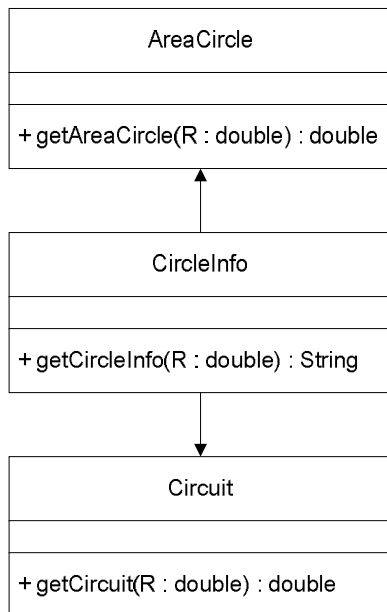 AreaCircle
+ getAreaCircle(R : double) : double
CircleInfo
+ getCircleInfo(R : double) : String
Circuit
+ getCircuit(R : double) : double